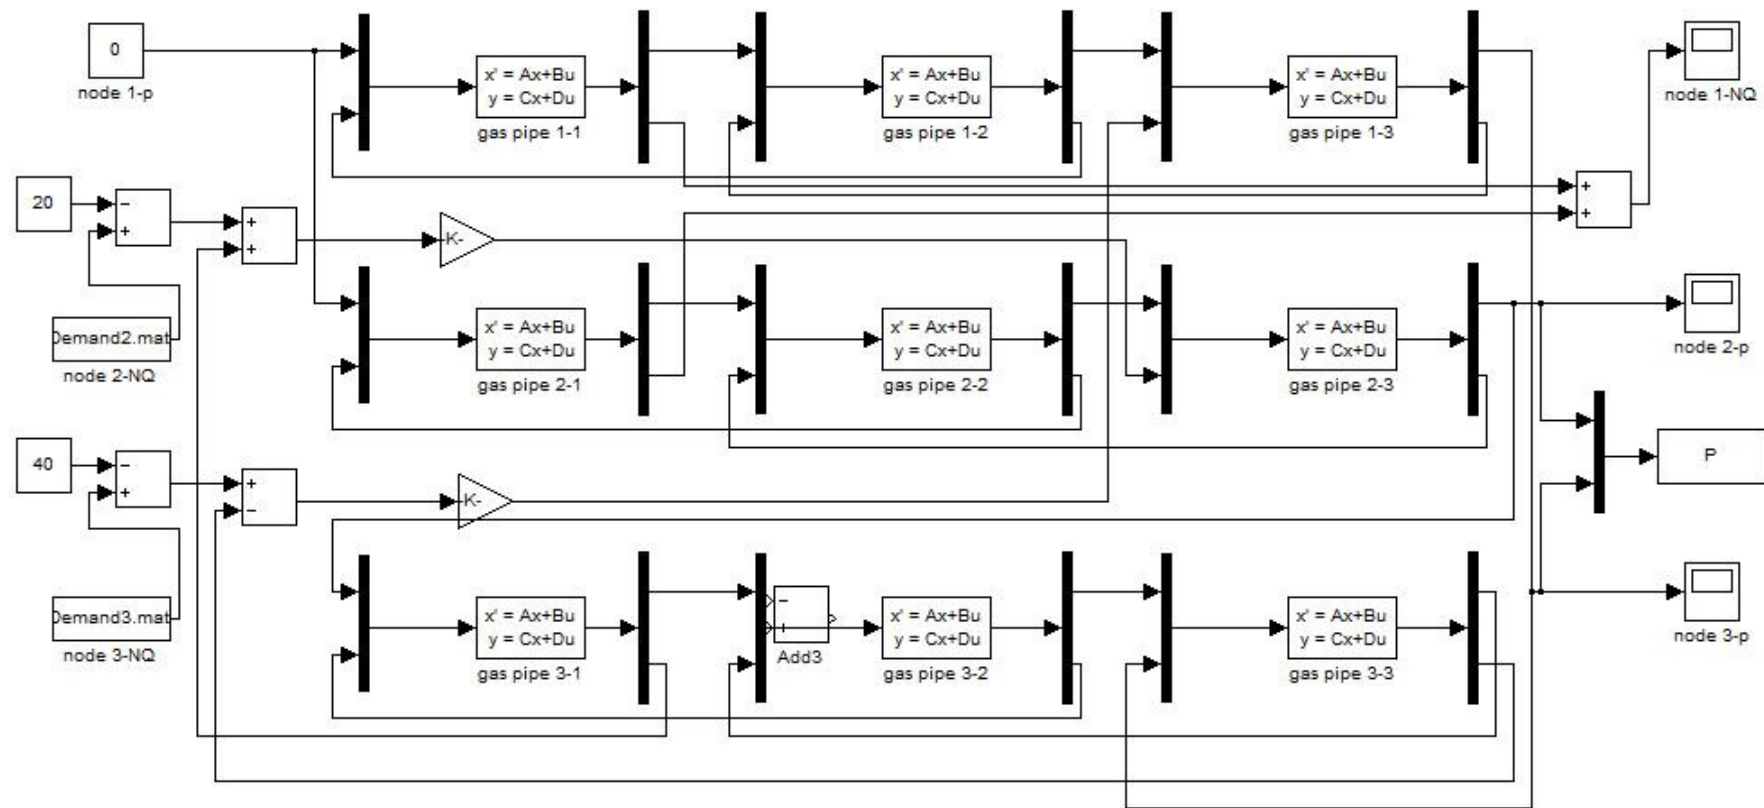 0
node 1-p
x' = Ax+Bu
y = Cx+Du
gas pipe 1-1
x' = Ax+Bu
y = Cx+Du
gas pipe 1-2
x' = Ax+Bu
y = Cx+Du
gas pipe 1-3
node 1-NQ
20
−
+
+
+
K-
+
+
Demand2.mat
node 2-NQ
x' = Ax+Bu
y = Cx+Du
gas pipe 2-1
x' = Ax+Bu
y = Cx+Du
gas pipe 2-2
x' = Ax+Bu
y = Cx+Du
gas pipe 2-3
node 2-p
40
−
+
+
−
K-
P
Demand3.mat
node 3-NQ
x' = Ax+Bu
y = Cx+Du
gas pipe 3-1
−
+
Add3
x' = Ax+Bu
y = Cx+Du
gas pipe 3-2
x' = Ax+Bu
y = Cx+Du
gas pipe 3-3
node 3-p